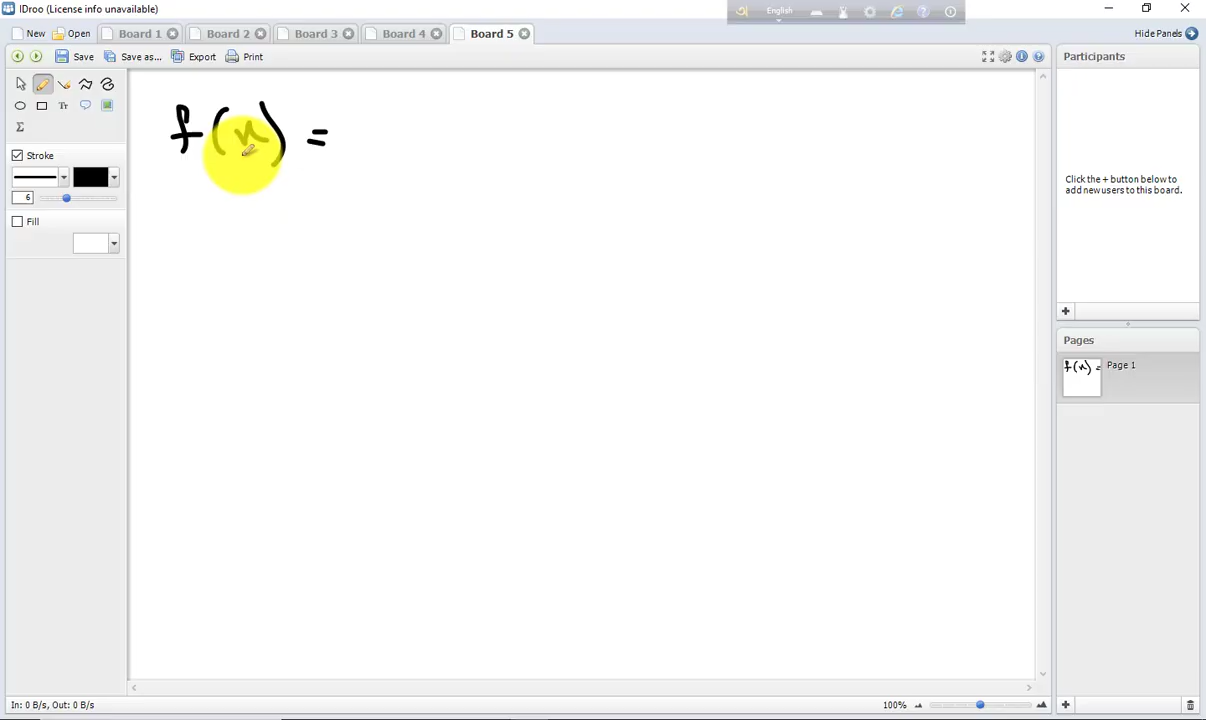 IDroo (License info unavailable)
English
New Open Board 1 Board 2 Board 3 Board 4 Board 5 Hide Panels
Save Save as... Export Print
Participants
f(x) =
Tr
Σ
Stroke
6
Fill
Click the + button below to
add new users to this board.
Pages
f(x) = Page 1
In: 0 B/s, Out: 0 B/s 100%